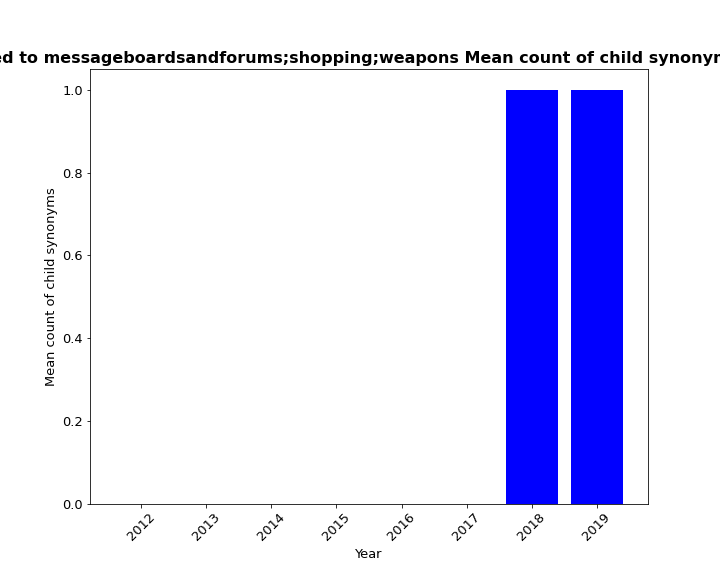 ed to messageboardsandforums;shopping;weapons Mean count of child synonym
1.0
0.8
0.6
0.4
0.2
0.0
Mean count of child synonyms
2012 2013 2014 2015 2016 2017 2018 2019
Year